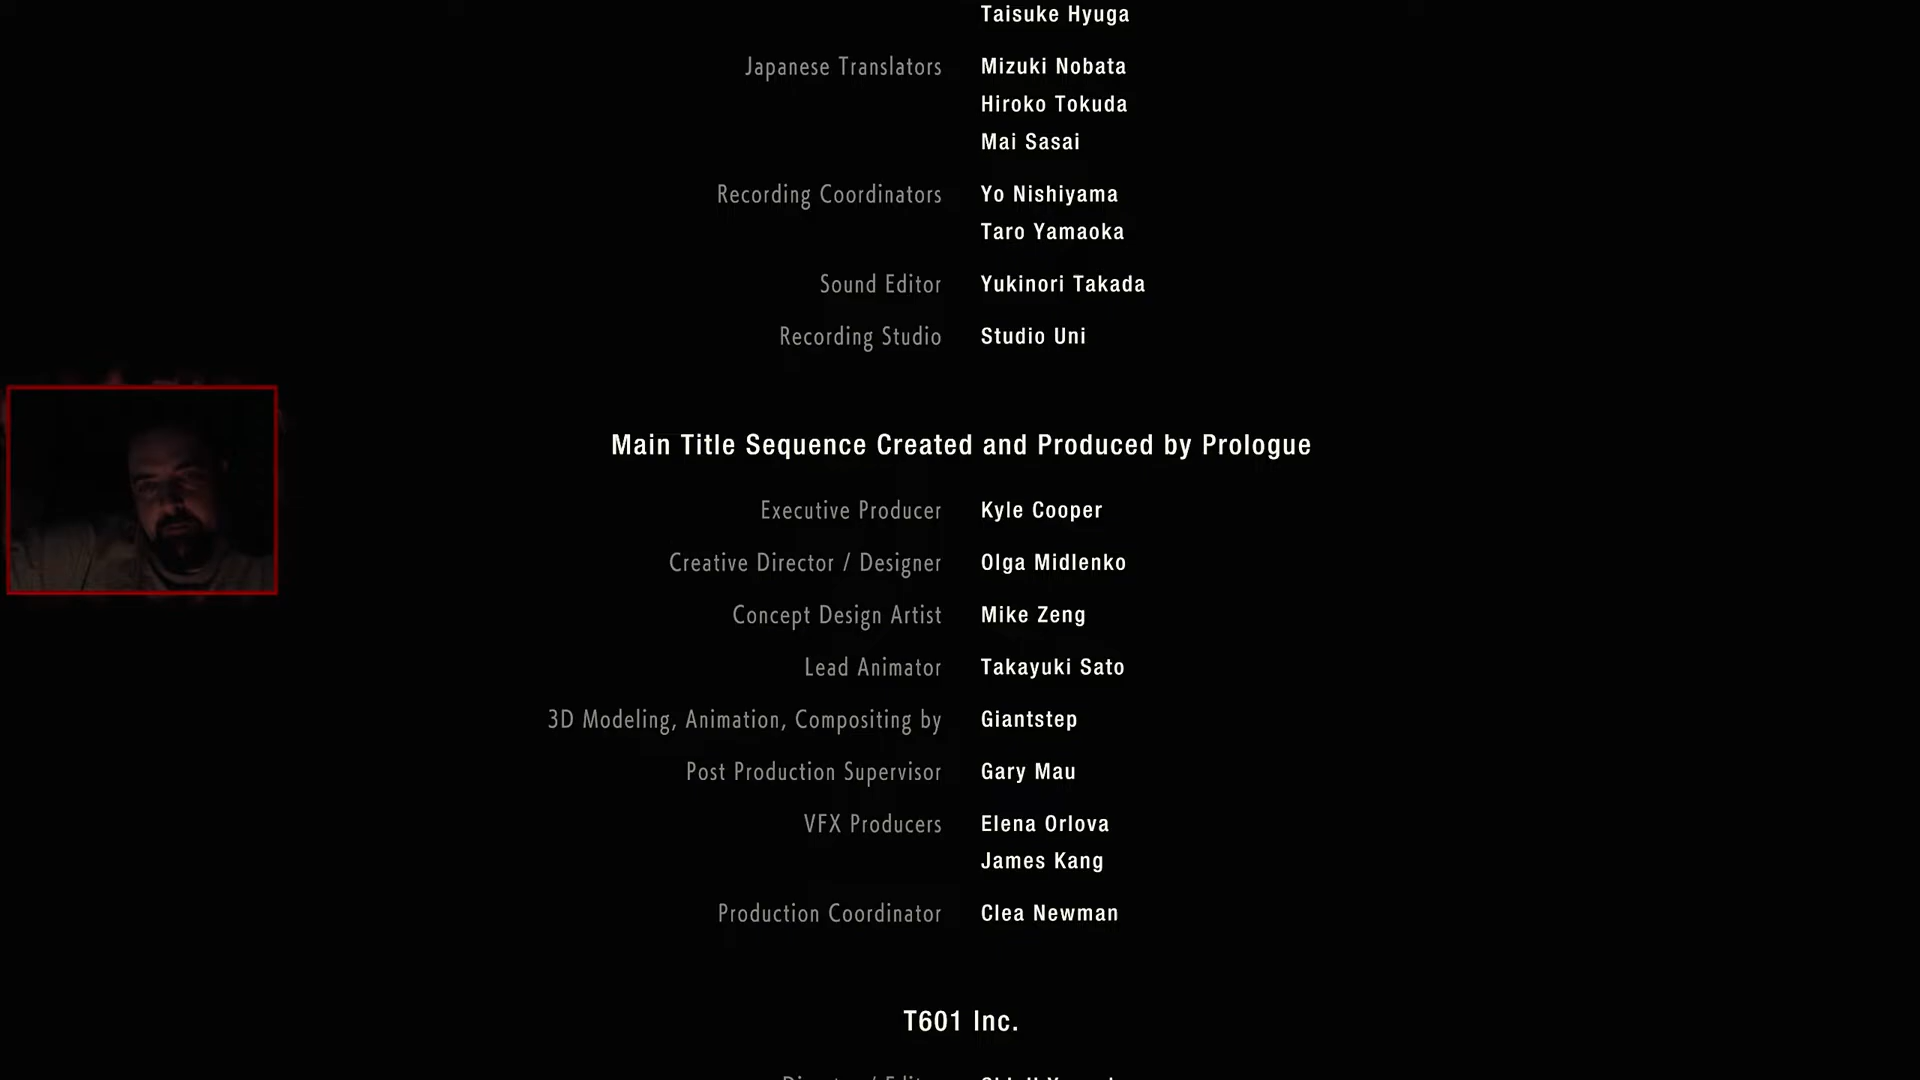 Taisuke Hyuga
Japanese Translators Mizuki Nobata
Hiroko Tokuda
Mai Sasai
Recording Coordinators Yo Nishiyama
Taro Yamaoka
Sound Editor Yukinori Takada
Recording Studio Studio Uni
Main Title Sequence Created and Produced by Prologue
Executive Producer Kyle Cooper
Creative Director / Designer Olga Midlenko
Concept Design Artist Mike Zeng
Lead Animator Takayuki Sato
3D Modeling, Animation, Compositing by Giantstep
Post Production Supervisor Gary Mau
VFX Producers Elena Orlova
James Kang
Production Coordinator Clea Newman
T601 Inc.